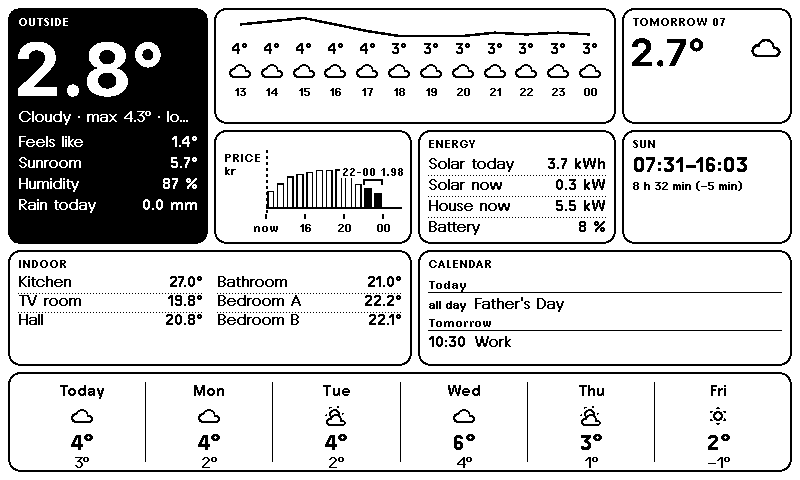 OUTSIDE
2.8°
Cloudy · max 4.3° · lo…
Feels like 1.4°
Sunroom 5.7°
Humidity 87 %
Rain today 0.0 mm
4° 4° 4° 4° 4° 3° 3° 3° 3° 3° 3° 3°
13 14 15 16 17 18 19 20 21 22 23 00
TOMORROW 07
2.7°
PRICE
kr
22-00 1.98
now 16 20 00
ENERGY
Solar today 3.7 kWh
Solar now 0.3 kW
House now 5.5 kW
Battery 8 %
SUN
07:31–16:03
8 h 32 min (−5 min)
INDOOR
Kitchen 27.0° Bathroom 21.0°
TV room 19.8° Bedroom A 22.2°
Hall 20.8° Bedroom B 22.1°
CALENDAR
Today
all day Father's Day
Tomorrow
10:30 Work
Today Mon Tue Wed Thu Fri
4° 4° 4° 6° 3° 2°
3° 2° 2° 4° 1° −1°